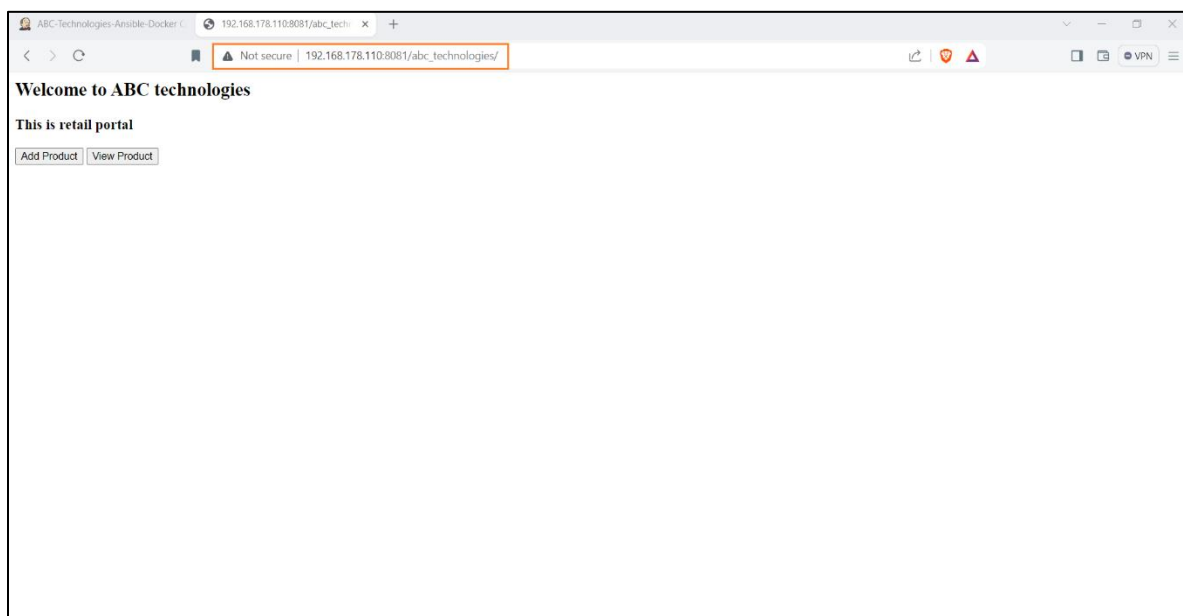 ABC-Technologies-Ansible-Docker
192.168.178.110:8081/abc_tech
Not secure | 192.168.178.110:8081/abc_technologies/
VPN
Welcome to ABC technologies
This is retail portal
Add Product View Product